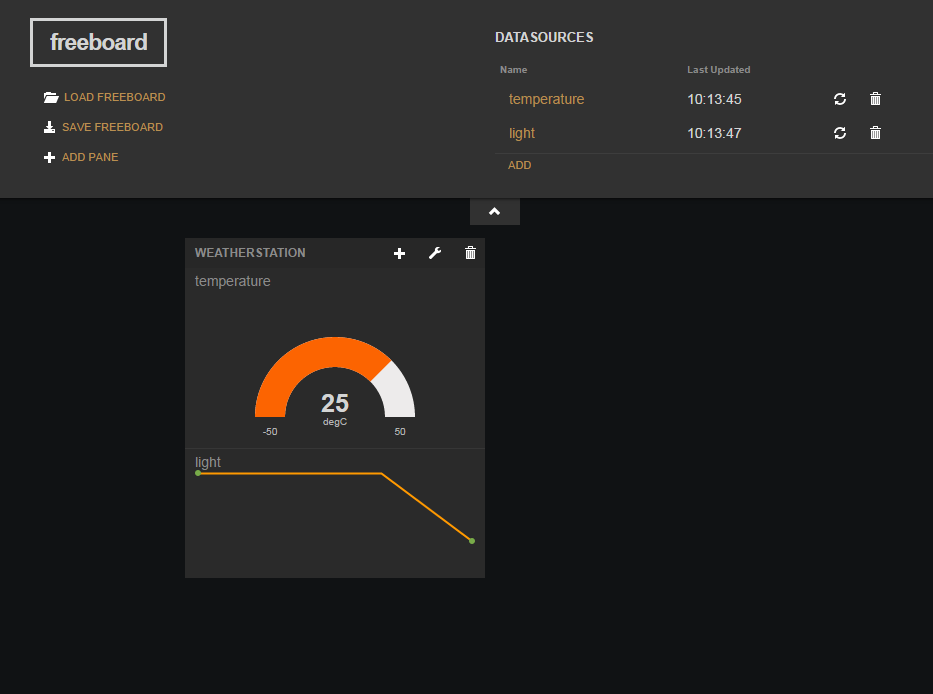 freeboard
LOAD FREEBOARD
SAVE FREEBOARD
ADD PANE
DATASOURCES
Name Last Updated
temperature 10:13:45
light 10:13:47
ADD
WEATHERSTATION
temperature
25
degC
-50 50
light